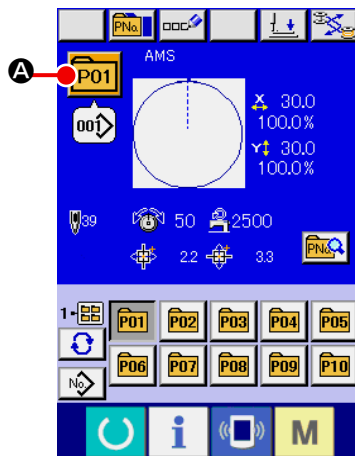 PNo.
AMS
A
P01
001
X 30.0
100.0%
Y 30.0
100.0%
39 50 2500
2.2 3.3
PNo.
1-
P01 P02 P03 P04 P05
P06 P07 P08 P09 P10
No.
i M